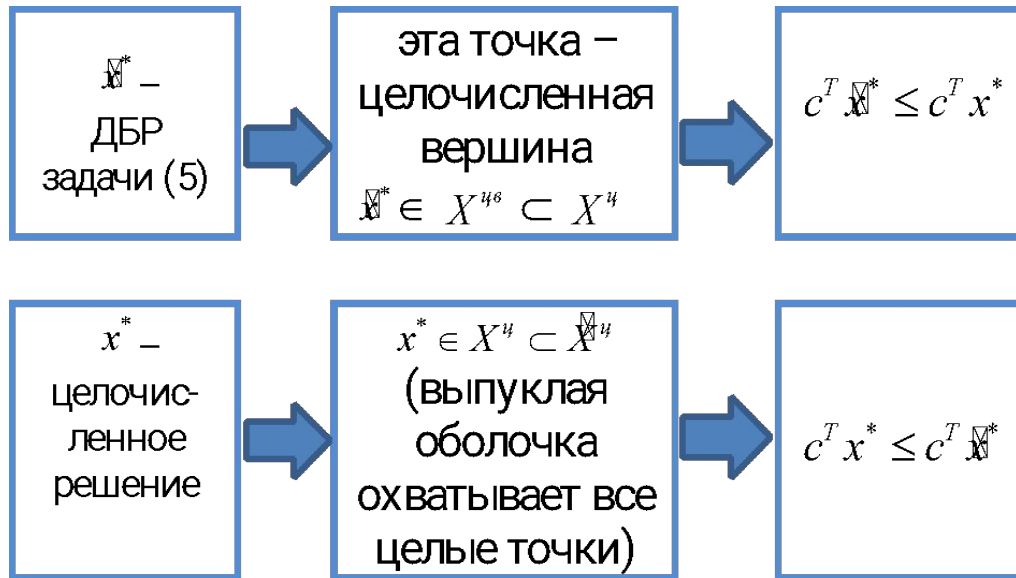 x̂* –
ДБР
задачи (5)
эта точка –
целочисленная
вершина
x̂* ∈ X^цв ⊂ X^ц
c^T x̂* ≤ c^T x*
x* –
целочис-
ленное
решение
x* ∈ X^ц ⊂ X̂^ц
(выпуклая
оболочка
охватывает все
целые точки)
c^T x* ≤ c^T x̂*